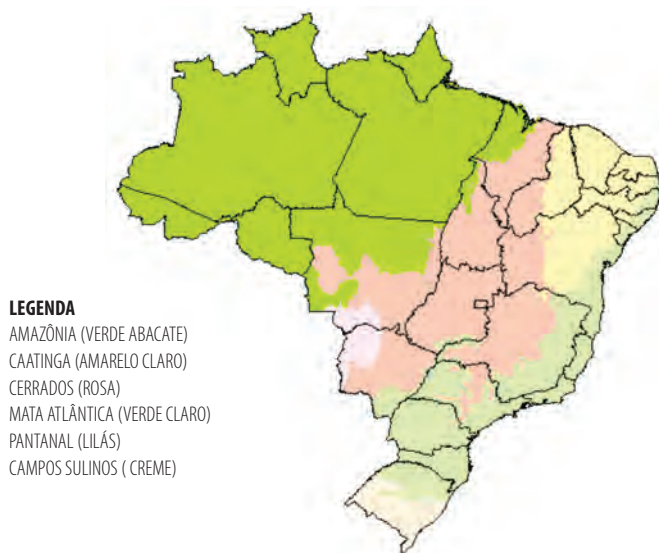 LEGENDA
AMAZÔNIA (VERDE ABACATE)
CAATINGA (AMARELO CLARO)
CERRADOS (ROSA)
MATA ATLÂNTICA (VERDE CLARO)
PANTANAL (LILÁS)
CAMPOS SULINOS ( CREME)